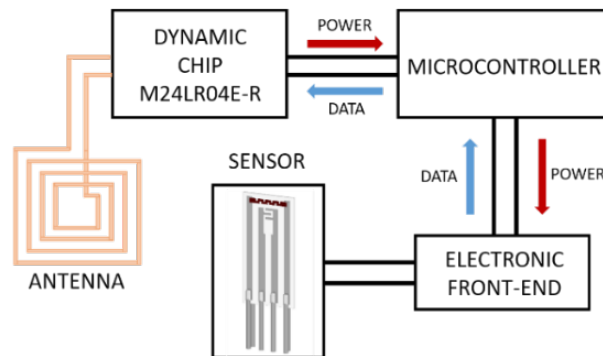 DYNAMIC
CHIP
M24LR04E-R
POWER
DATA
MICROCONTROLLER
SENSOR
DATA
POWER
ANTENNA
ELECTRONIC
FRONT-END